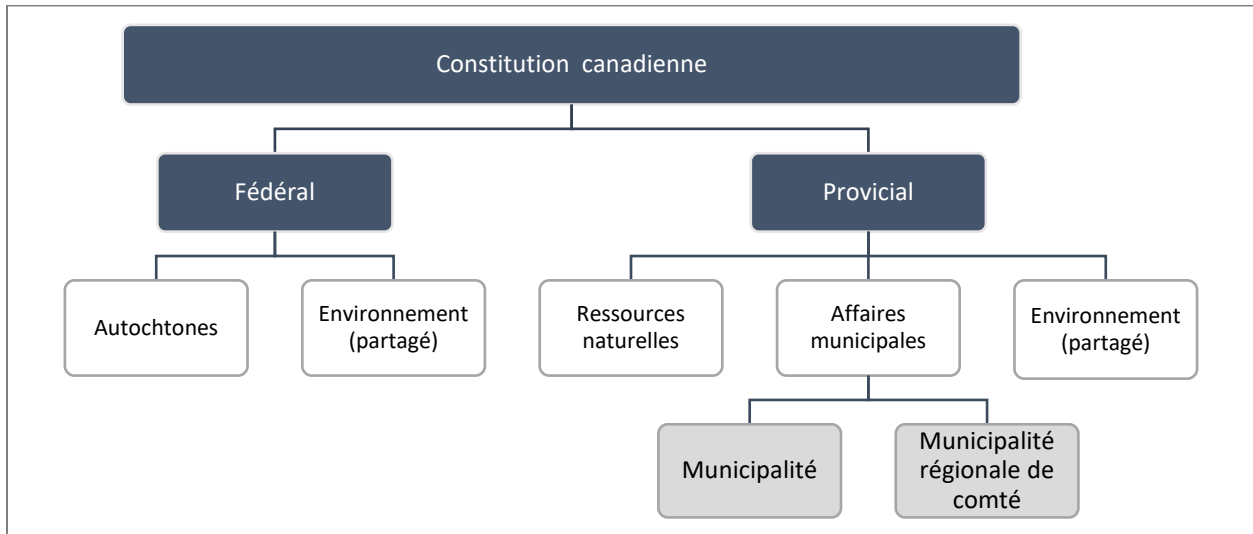 Constitution canadienne
Fédéral
Provicial
Autochtones
Environnement
(partagé)
Ressources
naturelles
Affaires
municipales
Environnement
(partagé)
Municipalité
Municipalité
régionale de
comté